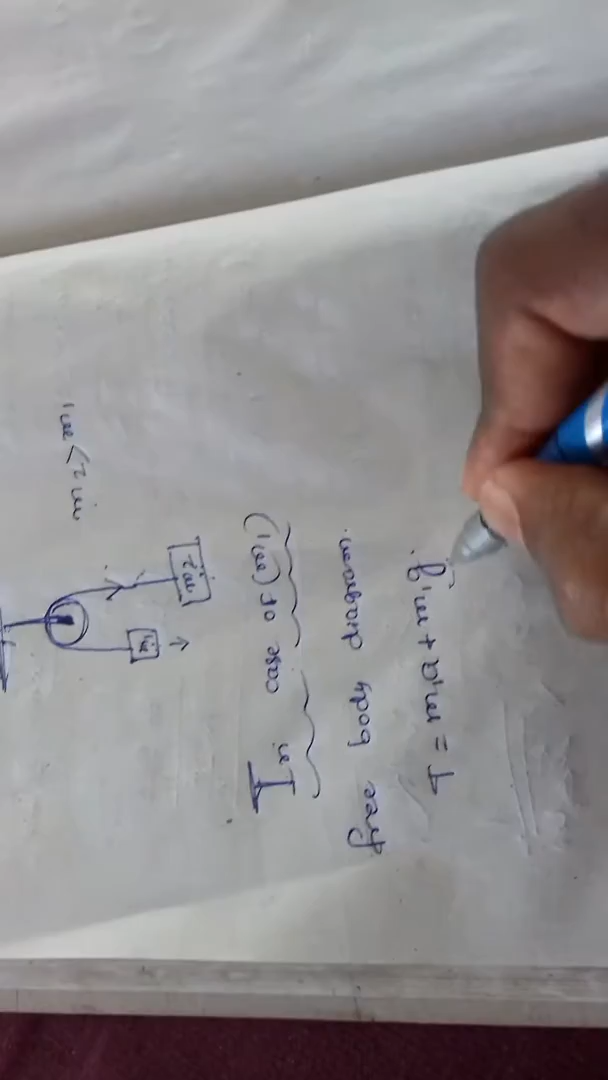 m₂ > m₁
m₂
m₁
In case of (m₁)
free body diagram.
T = m₁a + m₁g.